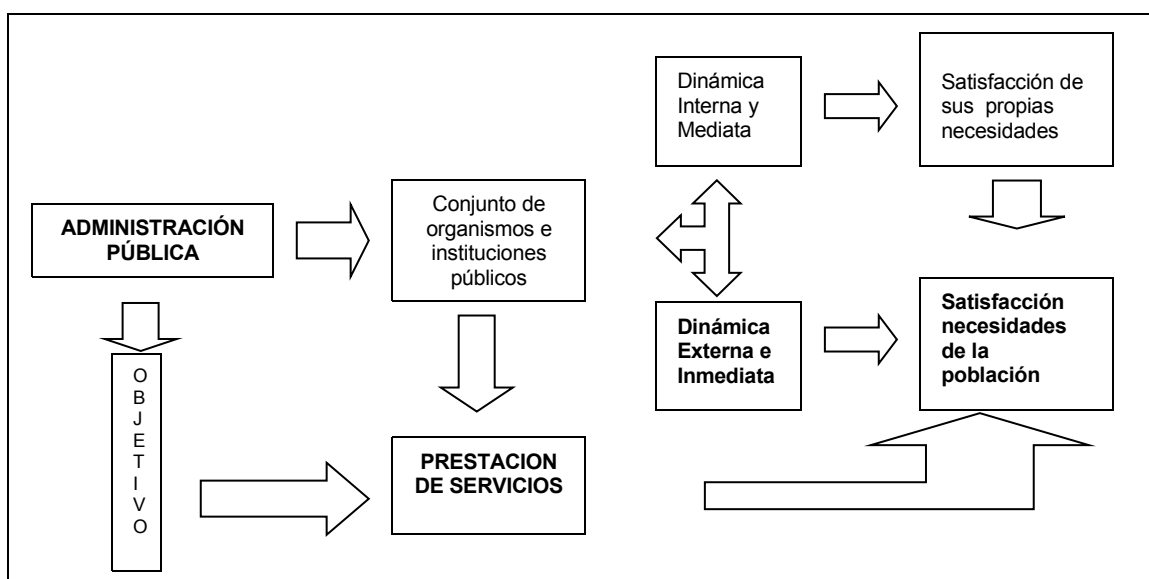 ADMINISTRACIÓN
PÚBLICA
Conjunto de
organismos e
instituciones
públicos
Dinámica
Interna y
Mediata
Satisfacción de
sus propias
necesidades
Dinámica
Externa e
Inmediata
Satisfacción
necesidades
de la
población
O
B
J
E
T
I
V
O
PRESTACION
DE SERVICIOS